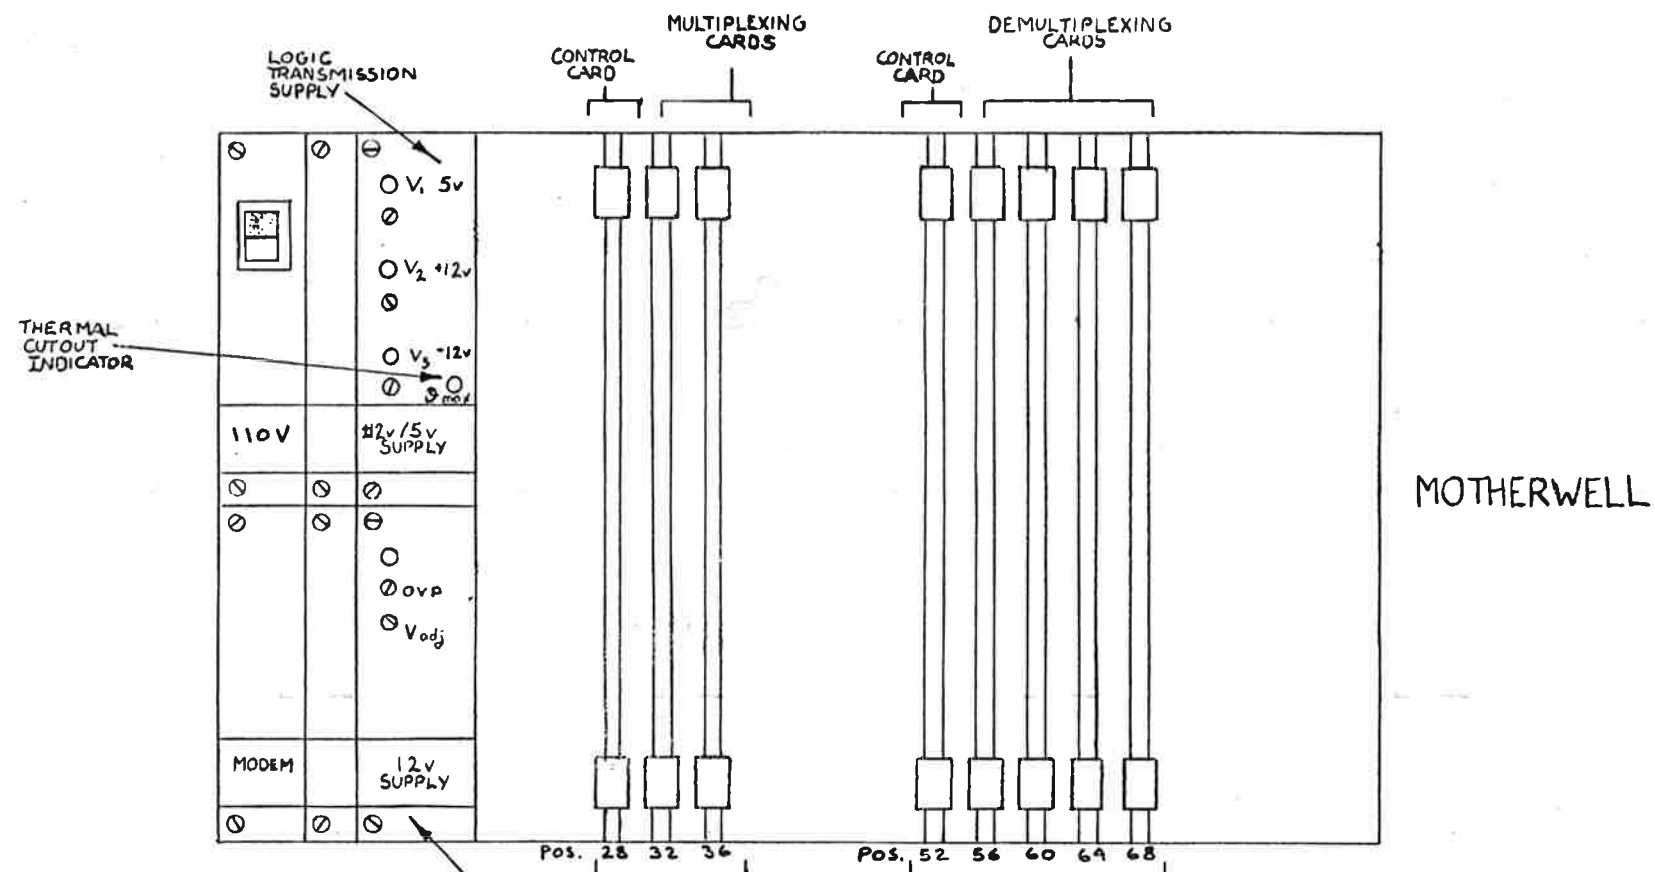 MULTIPLEXING
CARDS
DEMULTIPLEXING
CARDS
LOGIC
TRANSMISSION
SUPPLY
CONTROL
CARD
CONTROL
CARD
V1 5v
V2 +12v
THERMAL
CUTOUT
INDICATOR
V3 -12v
θmax
110V
±12v/5v
SUPPLY
MOTHERWELL
OVP
Vadj
MODEM
12v
SUPPLY
POS. 28 32 36
POS. 52 56 60 64 68